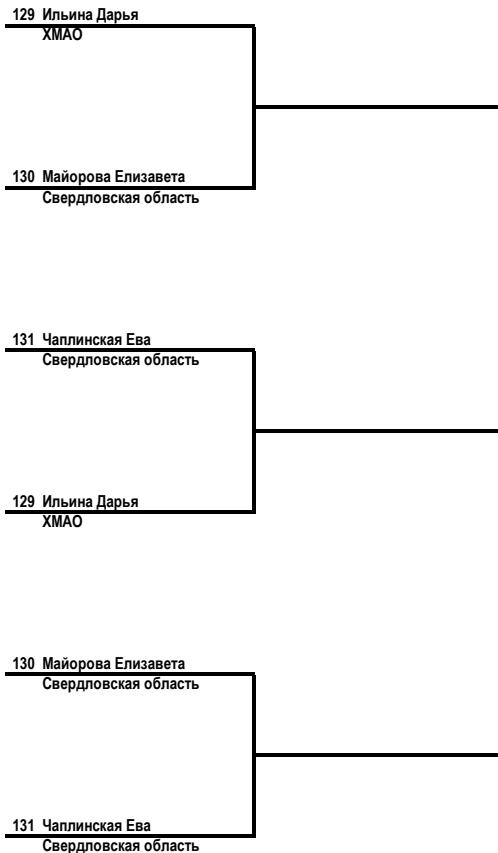 129 Ильина Дарья
ХМАО
130 Майорова Елизавета
Свердловская область
131 Чаплинская Ева
Свердловская область
129 Ильина Дарья
ХМАО
130 Майорова Елизавета
Свердловская область
131 Чаплинская Ева
Свердловская область